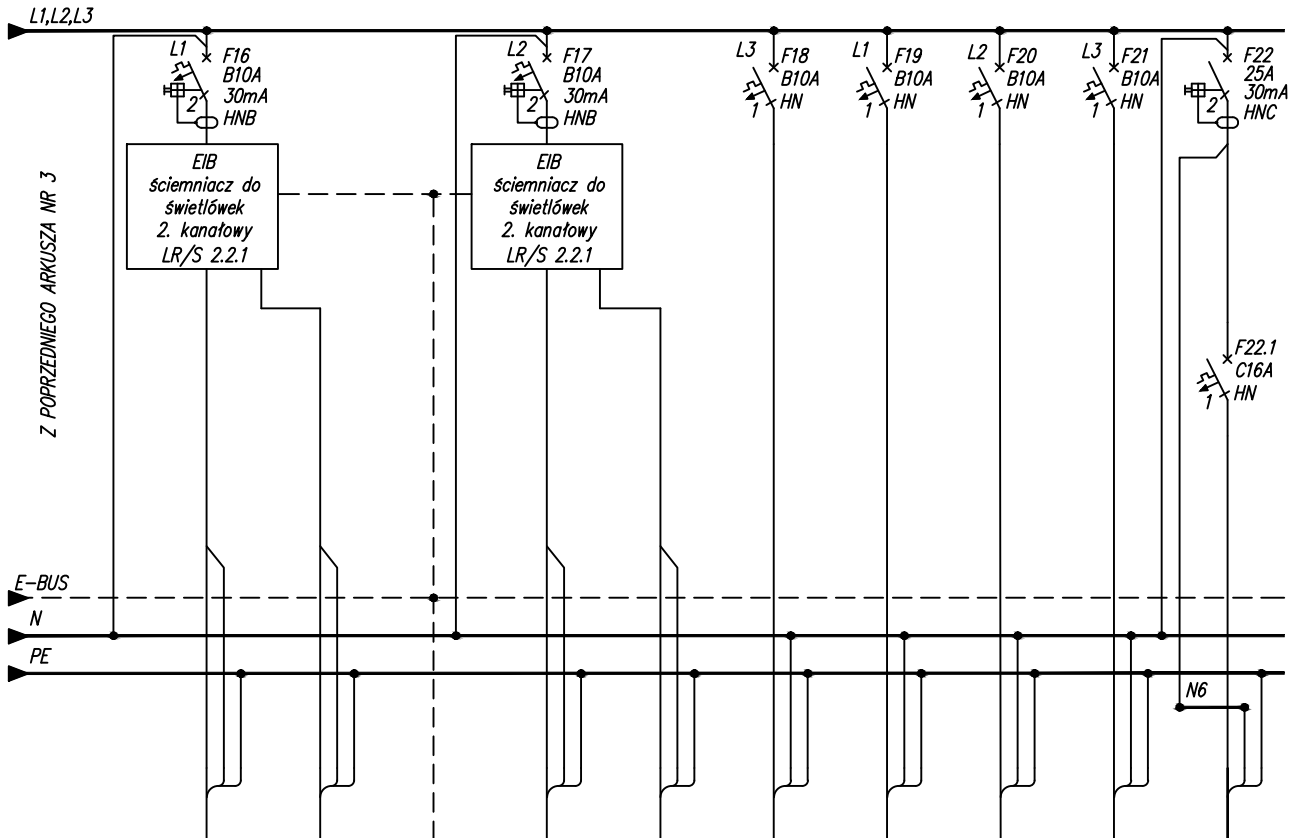 L1,L2,L3
L1
F16
B10A
30mA
2
HNB
L2
F17
B10A
30mA
2
HNB
L3
F18
B10A
1
HN
L1
F19
B10A
1
HN
L2
F20
B10A
1
HN
L3
F21
B10A
1
HN
F22
25A
30mA
2
HNC
EIB
ściemniacz do
świetlówek
2. kanałowy
LR/S 2.2.1
EIB
ściemniacz do
świetlówek
2. kanałowy
LR/S 2.2.1
Z POPRZEDNIEGO ARKUSZA NR 3
F22.1
C16A
1
HN
E-BUS
N
PE
N6